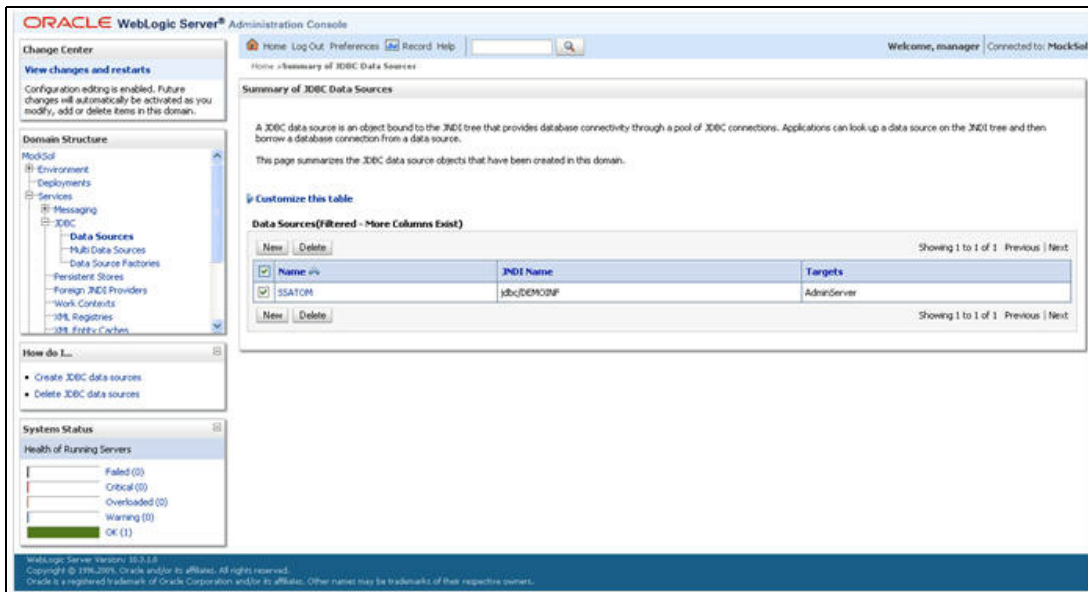 ORACLE WebLogic Server® Administration Console
Change Center
View changes and restarts
Configuration editing is enabled. Future
changes will automatically be activated as you
modify, add or delete items in this domain.
Domain Structure
MockSol
Environment
Deployments
Services
Messaging
JDBC
Data Sources
Multi Data Sources
Data Source Factories
Persistent Stores
Foreign JNDI Providers
Work Contexts
XML Registries
XML Entity Caches
How do I...
Create JDBC data sources
Delete JDBC data sources
System Status
Health of Running Servers
Failed (0)
Critical (0)
Overloaded (0)
Warning (0)
OK (1)
Home Log Out Preferences Record Help
Welcome, manager Connected to: MockSol
Home >Summary of JDBC Data Sources
Summary of JDBC Data Sources
A JDBC data source is an object bound to the JNDI tree that provides database connectivity through a pool of JDBC connections. Applications can look up a data source on the JNDI tree and then
borrow a database connection from a data source.
This page summarizes the JDBC data source objects that have been created in this domain.
Customize this table
Data Sources(Filtered - More Columns Exist)
New Delete Showing 1 to 1 of 1 Previous | Next
Name JNDI Name Targets
SSATOM jdbc/DEMOINF AdminServer
New Delete Showing 1 to 1 of 1 Previous | Next
WebLogic Server Version: 10.3.1.0
Copyright © 1996,2009, Oracle and/or its affiliates. All rights reserved.
Oracle is a registered trademark of Oracle Corporation and/or its affiliates. Other names may be trademarks of their respective owners.